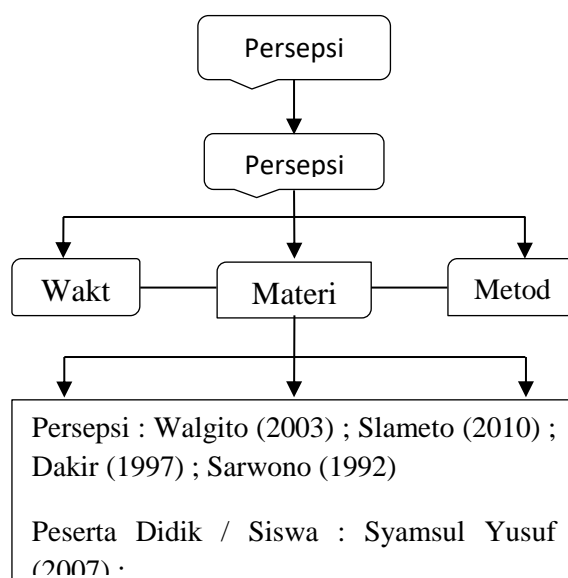 Persepsi
Persepsi
Wakt
Materi
Metod
Persepsi : Walgito (2003) ; Slameto (2010) ;
Dakir (1997) ; Sarwono (1992)
Peserta Didik / Siswa : Syamsul Yusuf
(2007) ;